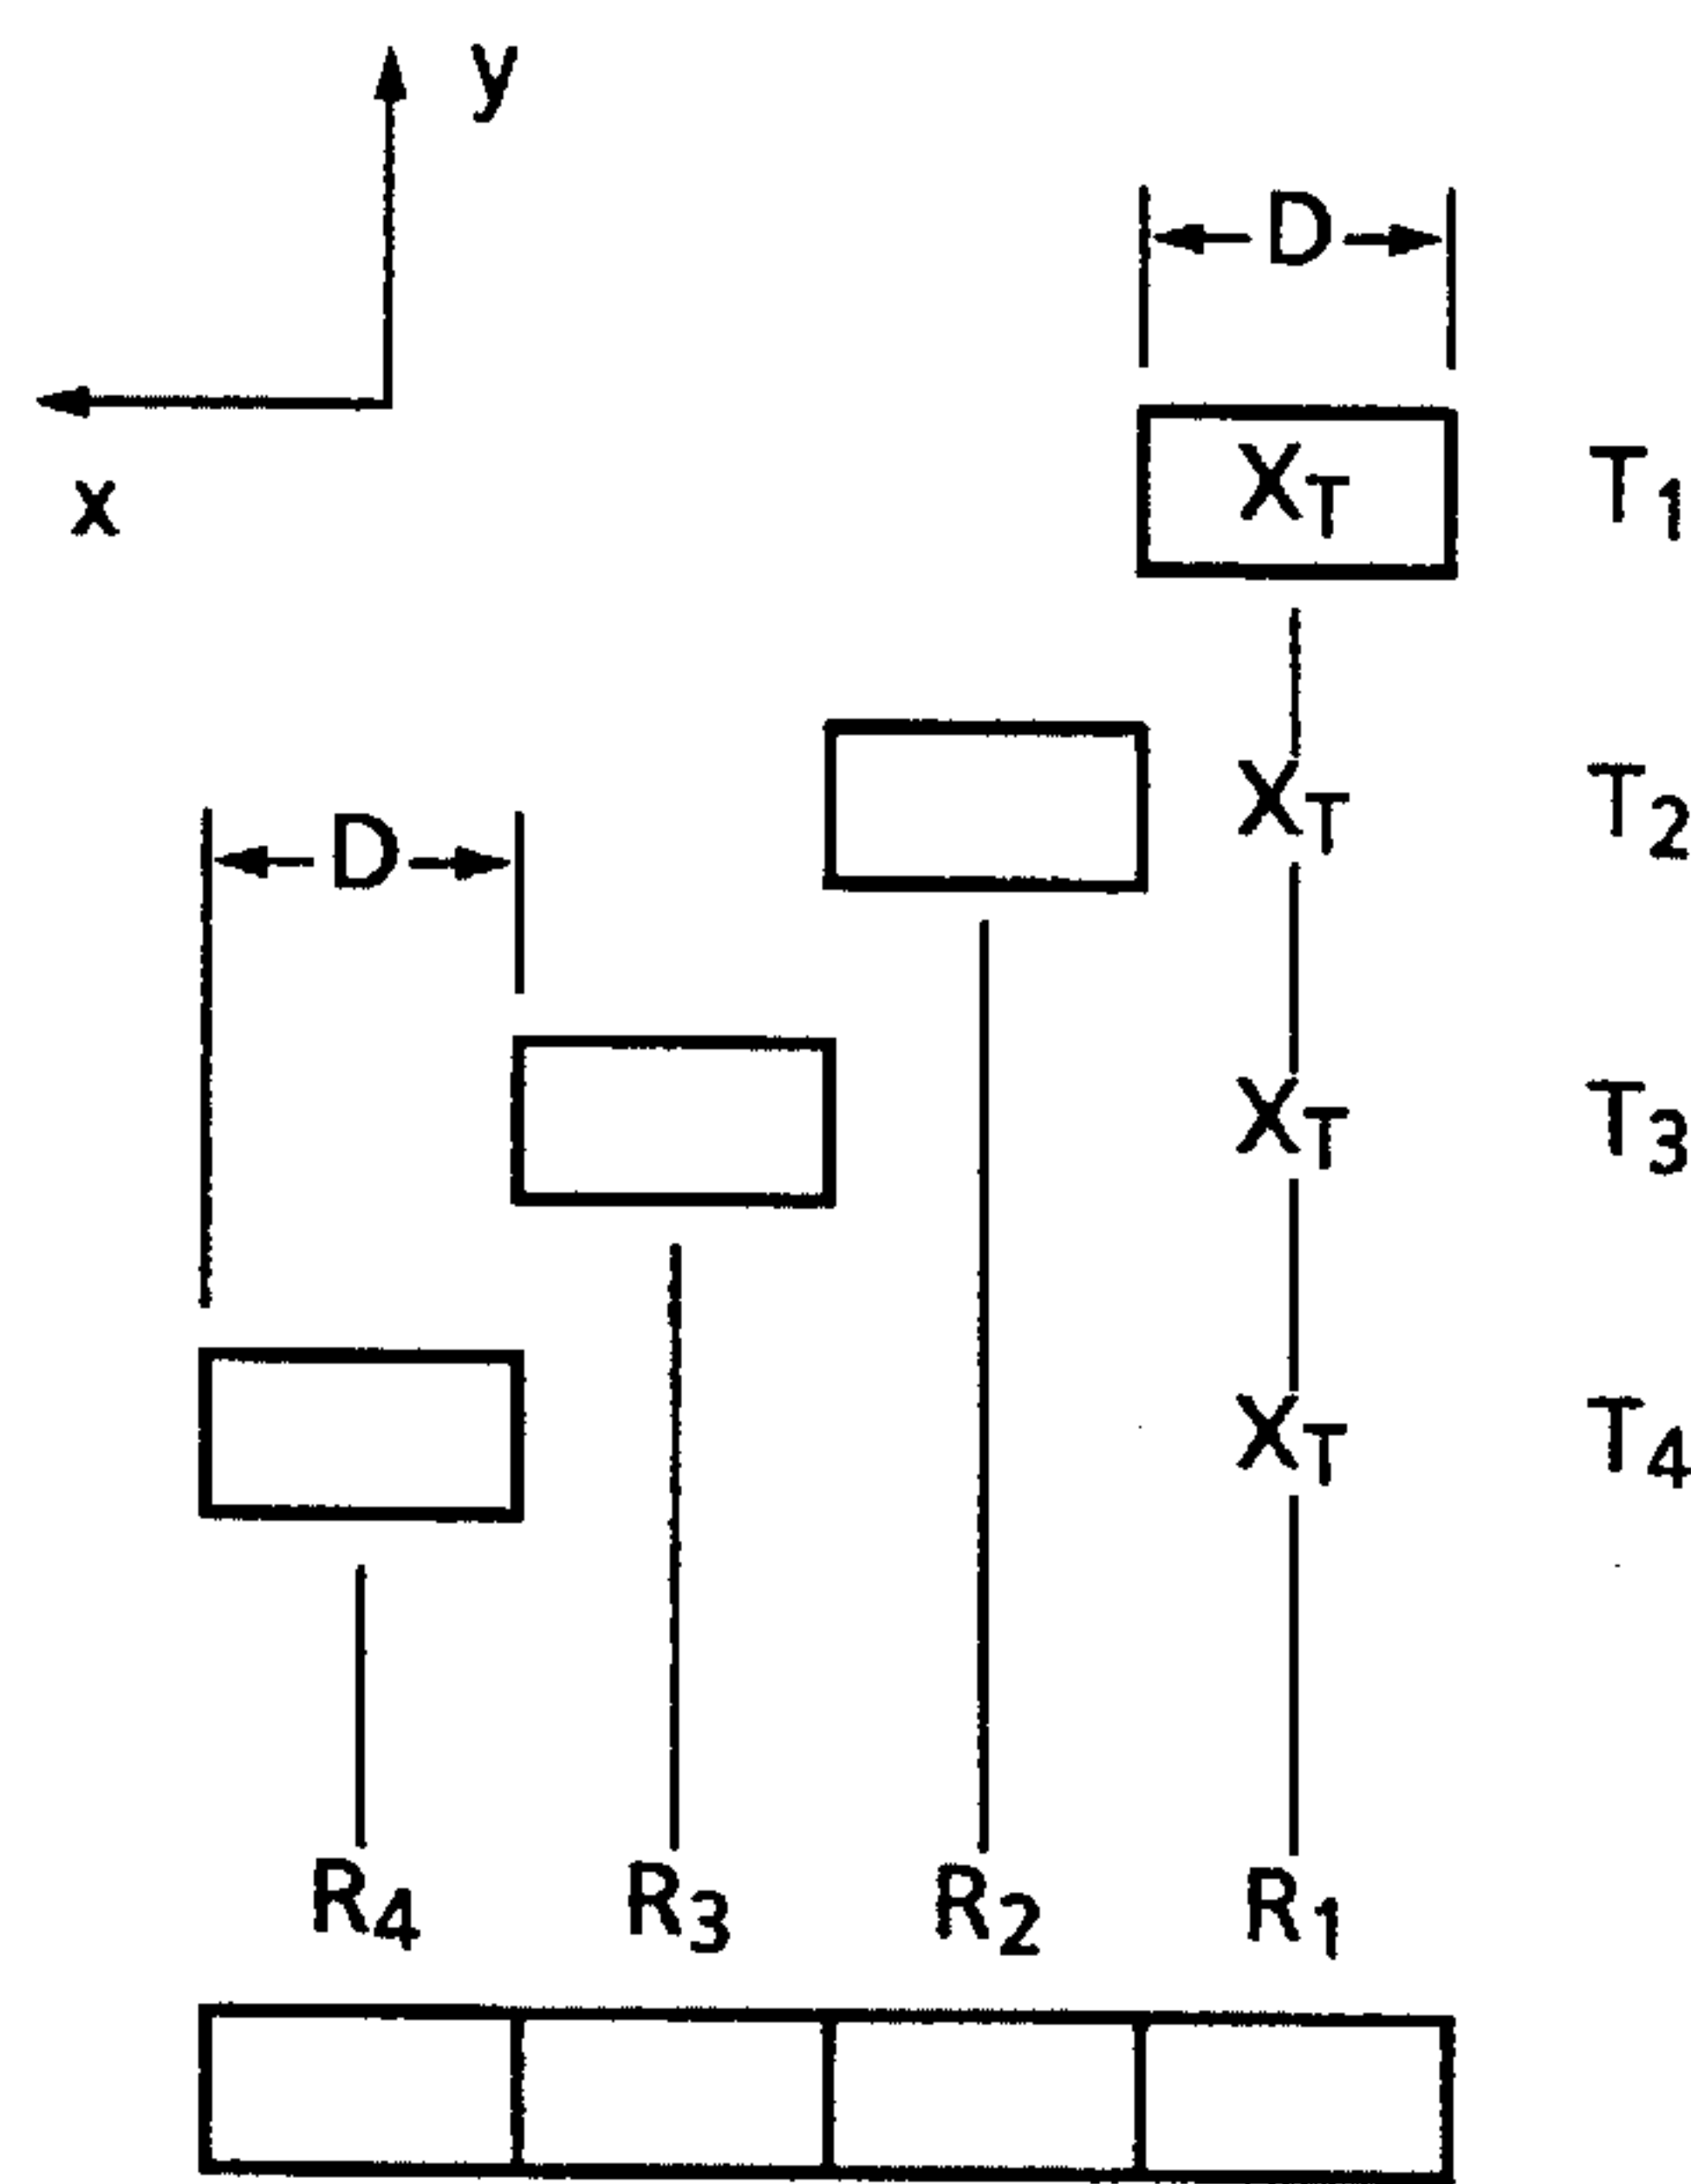 y
D
x
X_T T_1
X_T T_2
D
X_T T_3
X_T T_4
R_4 R_3 R_2 R_1